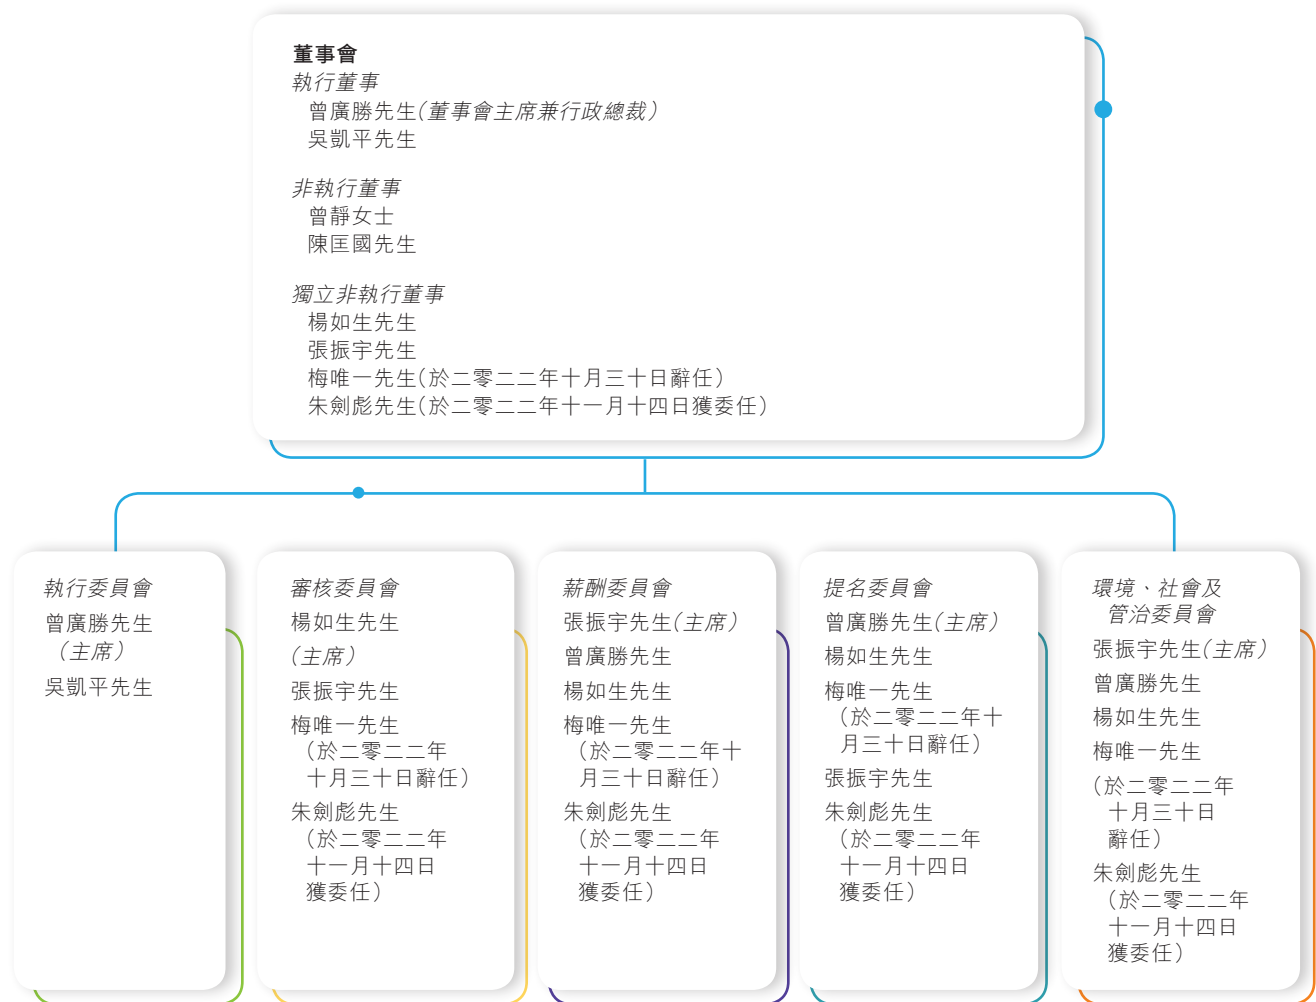 董事會
執行董事
曾廣勝先生(董事會主席兼行政總裁)
吳凱平先生
非執行董事
曾靜女士
陳匡國先生
獨立非執行董事
楊如生先生
張振宇先生
梅唯一先生(於二零二二年十月三十日辭任)
朱劍彪先生(於二零二二年十一月十四日獲委任)
執行委員會
曾廣勝先生
(主席)
吳凱平先生
審核委員會
楊如生先生
(主席)
張振宇先生
梅唯一先生
(於二零二二年
十月三十日辭任)
朱劍彪先生
(於二零二二年
十一月十四日
獲委任)
薪酬委員會
張振宇先生(主席)
曾廣勝先生
楊如生先生
梅唯一先生
(於二零二二年十
月三十日辭任)
朱劍彪先生
(於二零二二年
十一月十四日
獲委任)
提名委員會
曾廣勝先生(主席)
楊如生先生
梅唯一先生
(於二零二二年十
月三十日辭任)
張振宇先生
朱劍彪先生
(於二零二二年
十一月十四日
獲委任)
環境、社會及
管治委員會
張振宇先生(主席)
曾廣勝先生
楊如生先生
梅唯一先生
(於二零二二年
十月三十日
辭任)
朱劍彪先生
(於二零二二年
十一月十四日
獲委任)